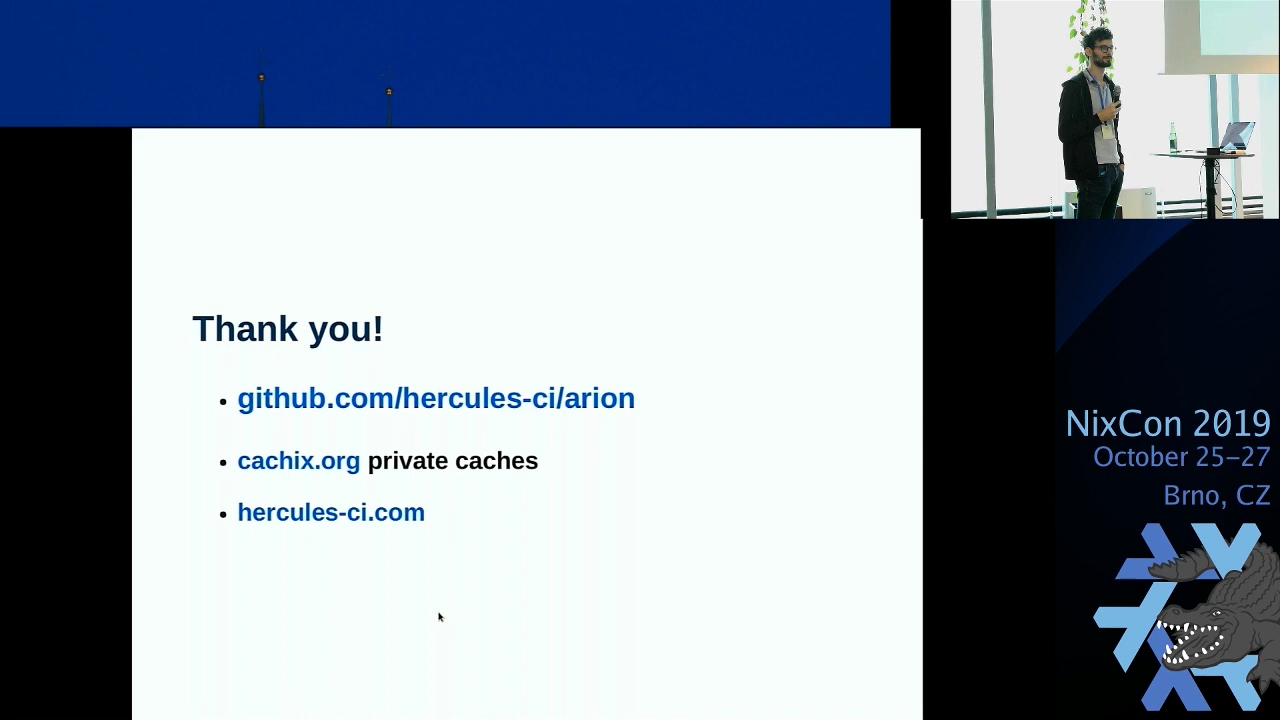 Thank you!
github.com/hercules-ci/arion
cachix.org private caches
hercules-ci.com
NixCon 2019
October 25–27
Brno, CZ